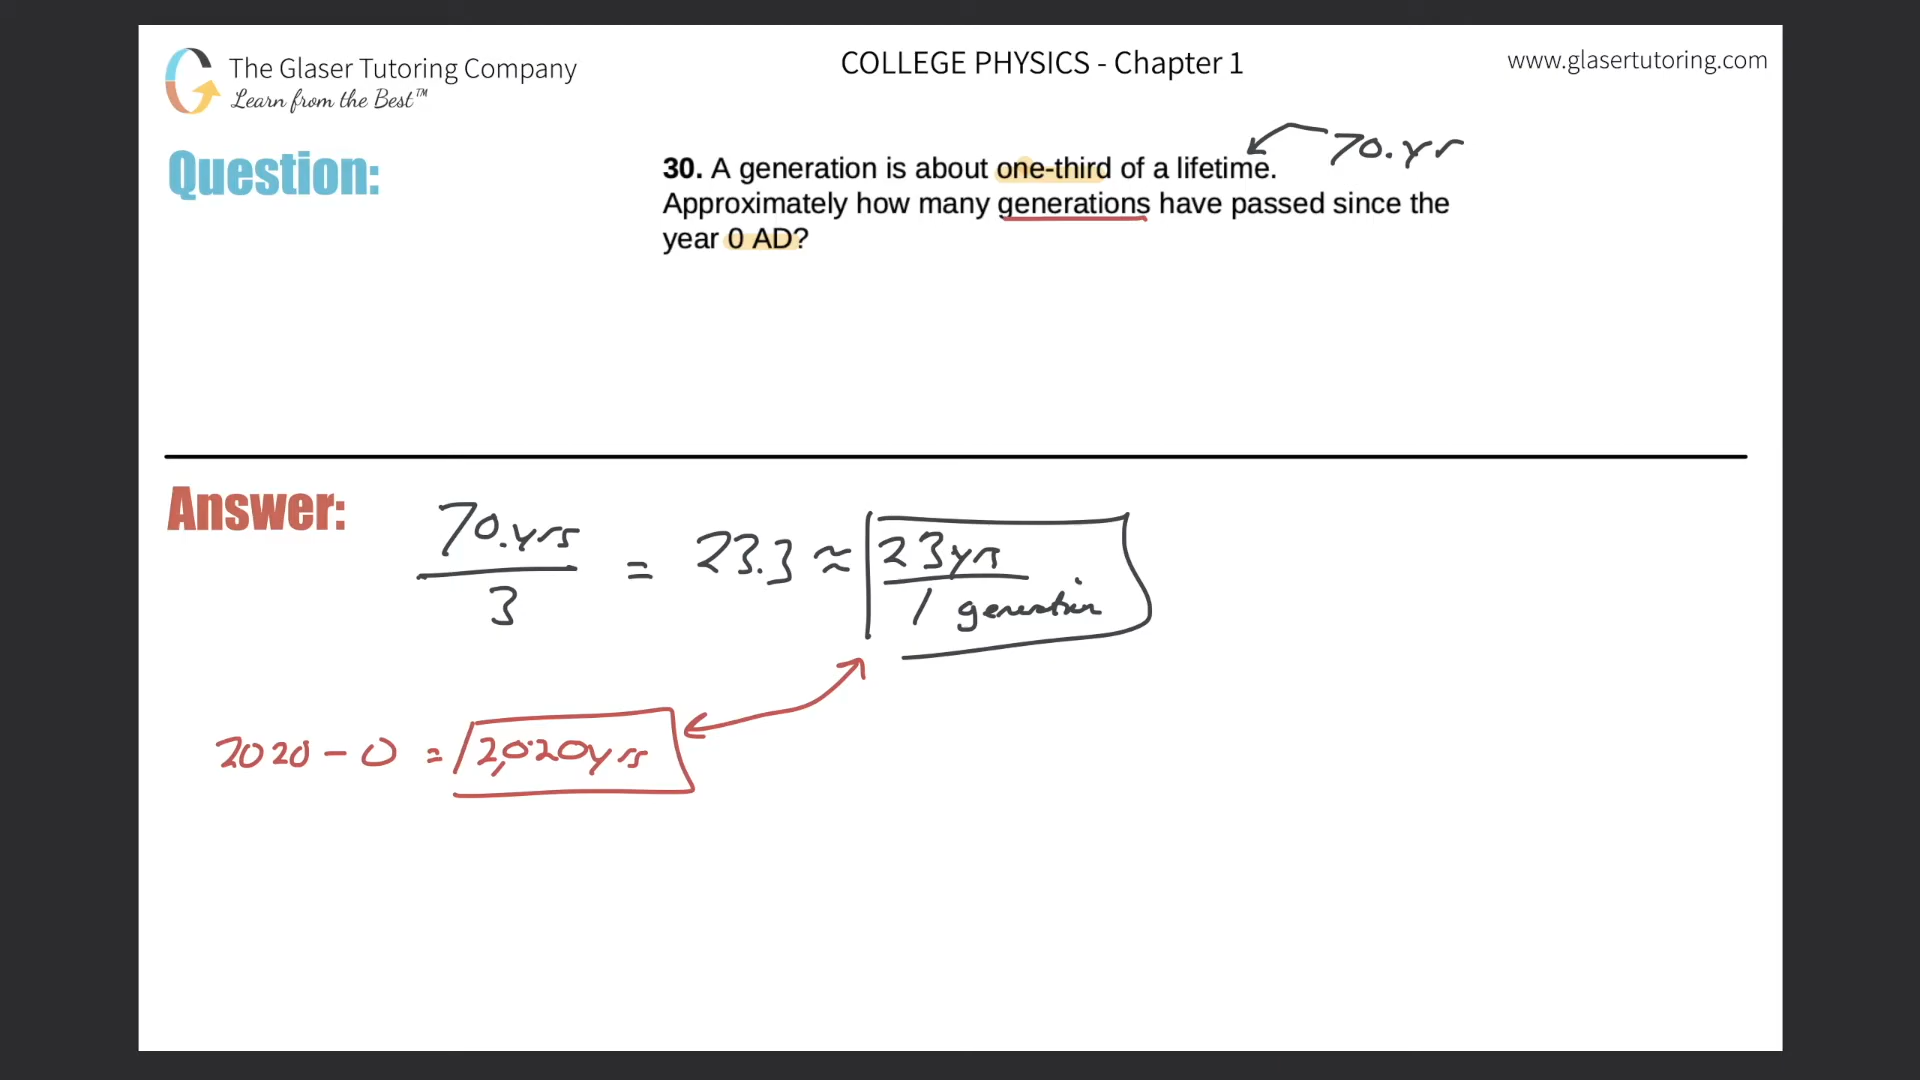 The Glaser Tutoring Company
Learn from the Best™
COLLEGE PHYSICS - Chapter 1
www.glasertutoring.com
Question:
70.yr
30. A generation is about one-third of a lifetime.
Approximately how many generations have passed since the
year 0 AD?
Answer:
70.yrs / 3 = 23.3 ≈ 23yrs / 1 generation
2020 - 0 = 2,020yrs